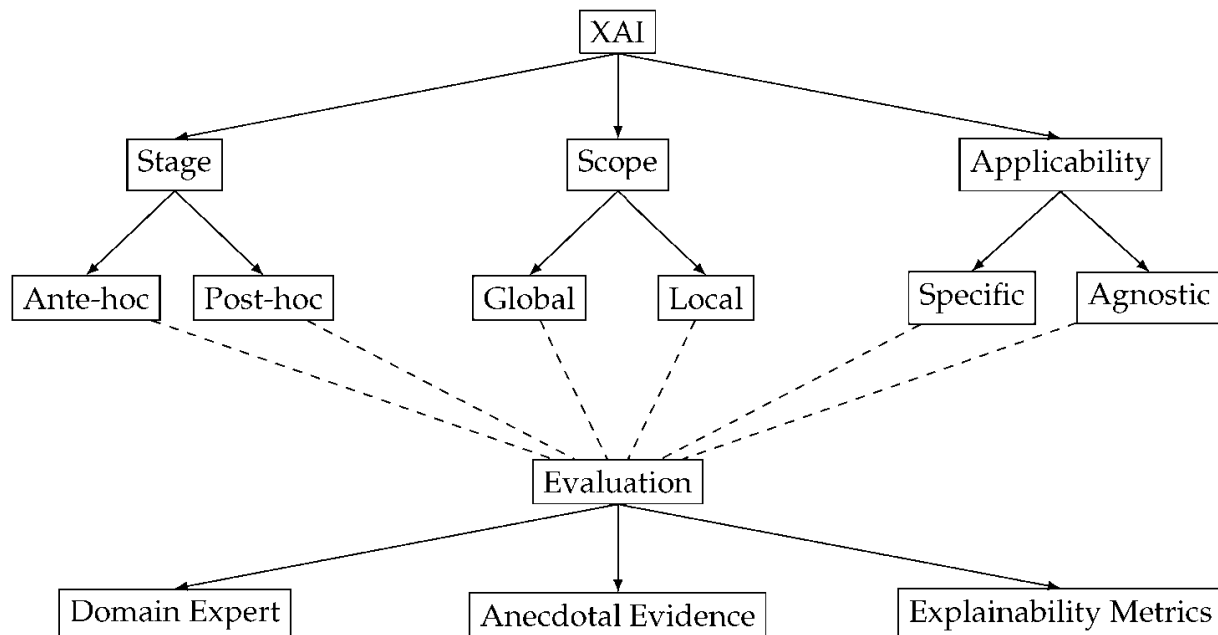 XAI
Stage
Scope
Applicability
Ante-hoc
Post-hoc
Global
Local
Specific
Agnostic
Evaluation
Domain Expert
Anecdotal Evidence
Explainability Metrics